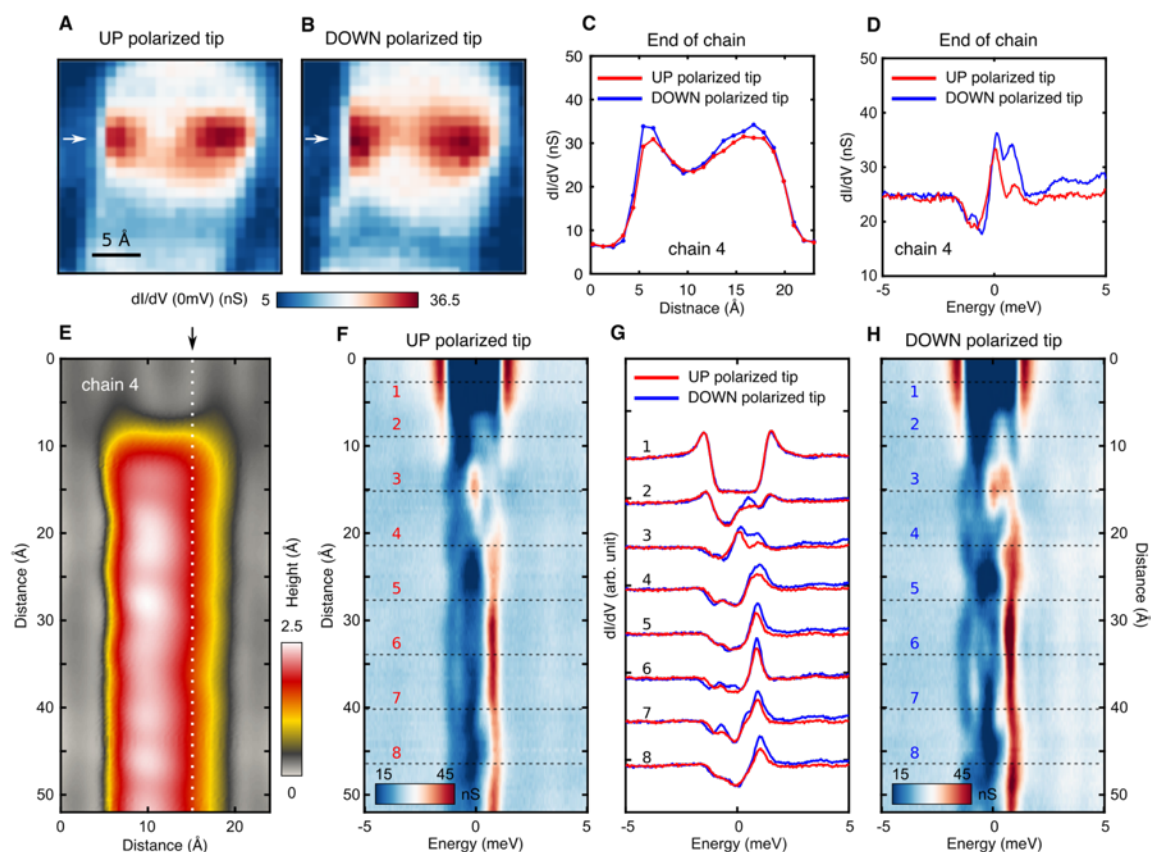 A
UP polarized tip
B
DOWN polarized tip
5 Å
dI/dV (0mV) (nS) 5 36.5
C
End of chain
UP polarized tip
DOWN polarized tip
chain 4
dI/dV (nS)
50
40
30
20
10
0
0 5 10 15 20
Distnace (Å)
D
End of chain
UP polarized tip
DOWN polarized tip
chain 4
dI/dV (nS)
50
40
30
20
10
-5 0 5
Energy (meV)
E
chain 4
Distance (Å)
0
10
20
30
40
50
0 10 20
Distance (Å)
Height (Å)
2.5
0
F
UP polarized tip
0
10
20
30
40
50
1
2
3
4
5
6
7
8
15 45
nS
-5 0 5
Energy (meV)
Distance (Å)
G
UP polarized tip
DOWN polarized tip
1
2
3
4
5
6
7
8
dI/dV (arb. unit)
-5 0 5
Energy (meV)
H
DOWN polarized tip
1
2
3
4
5
6
7
8
15 45
nS
0
10
20
30
40
50
Distance (Å)
-5 0 5
Energy (meV)